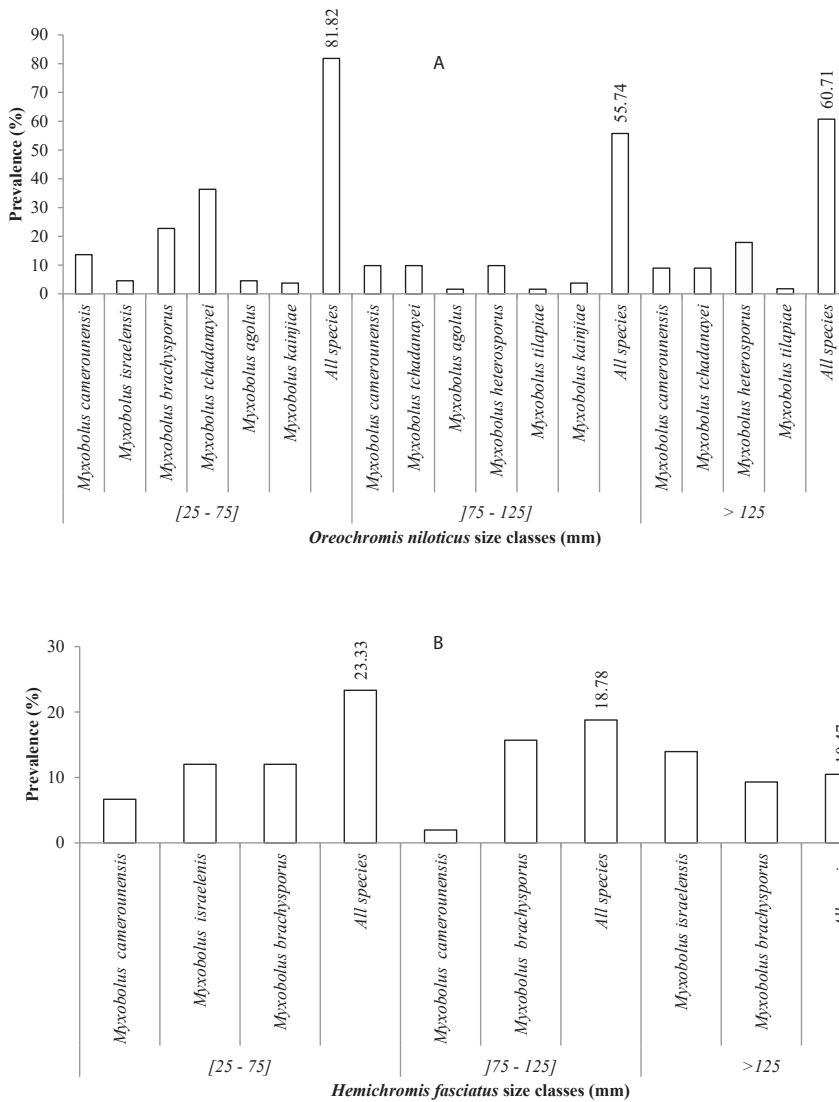 A
Prevalence (%)
90
80
70
60
50
40
30
20
10
0
81.82
55.74
60.71
Myxobolus camerounensis
Myxobolus israelensis
Myxobolus brachysporus
Myxobolus tchadanayei
Myxobolus agolus
Myxobolus kainjiae
All species
Myxobolus camerounensis
Myxobolus tchadanayei
Myxobolus agolus
Myxobolus heterosporus
Myxobolus tilapiae
Myxobolus kainjiae
All species
Myxobolus camerounensis
Myxobolus tchadanayei
Myxobolus heterosporus
Myxobolus tilapiae
All species
[25 - 75]
]75 - 125]
> 125
Oreochromis niloticus size classes (mm)
B
Prevalence (%)
30
20
10
0
23.33
18.78
Myxobolus camerounensis
Myxobolus israelenis
Myxobolus brachysporus
All species
Myxobolus camerounensis
Myxobolus brachysporus
All species
Myxobolus israelensis
Myxobolus brachysporus
[25 - 75]
]75 - 125]
>125
Hemichromis fasciatus size classes (mm)